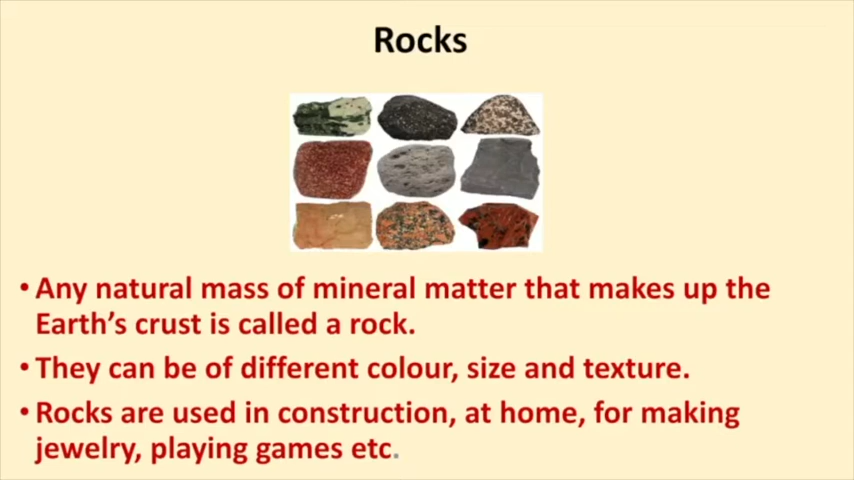 Rocks
• Any natural mass of mineral matter that makes up the
Earth's crust is called a rock.
• They can be of different colour, size and texture.
• Rocks are used in construction, at home, for making
jewelry, playing games etc.